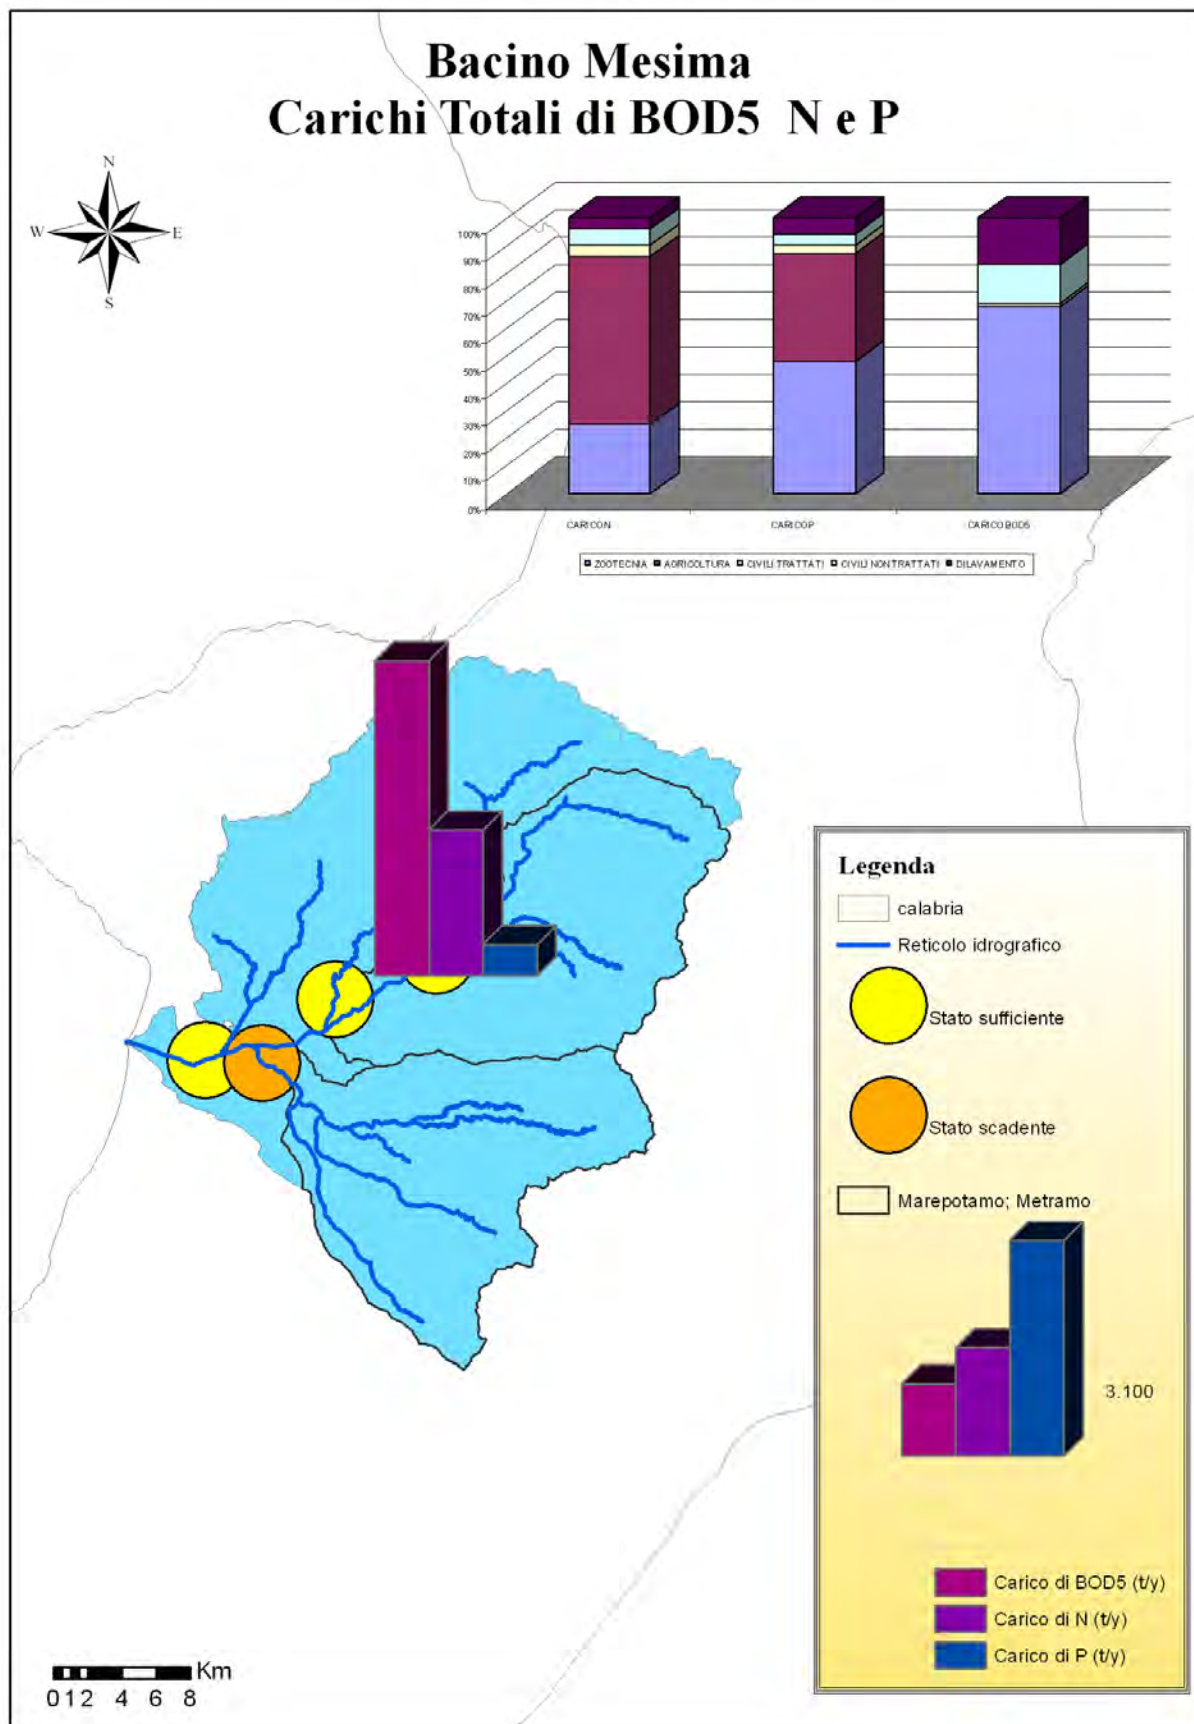 Bacino Mesima
Carichi Totali di BOD5 N e P
N
W
E
S
100%
90%
80%
70%
60%
50%
40%
30%
20%
10%
0%
CARICO N
CARICO P
CARICO BOD5
ZOOTECNIA AGRICOLTURA CIVILI TRATTATI CIVILI NON TRATTATI DILAVAMENTO
Legenda
calabria
Reticolo idrografico
Stato sufficiente
Stato scadente
Marepotamo; Metramo
3.100
Carico di BOD5 (t/y)
Carico di N (t/y)
Carico di P (t/y)
Km
0 1 2 4 6 8